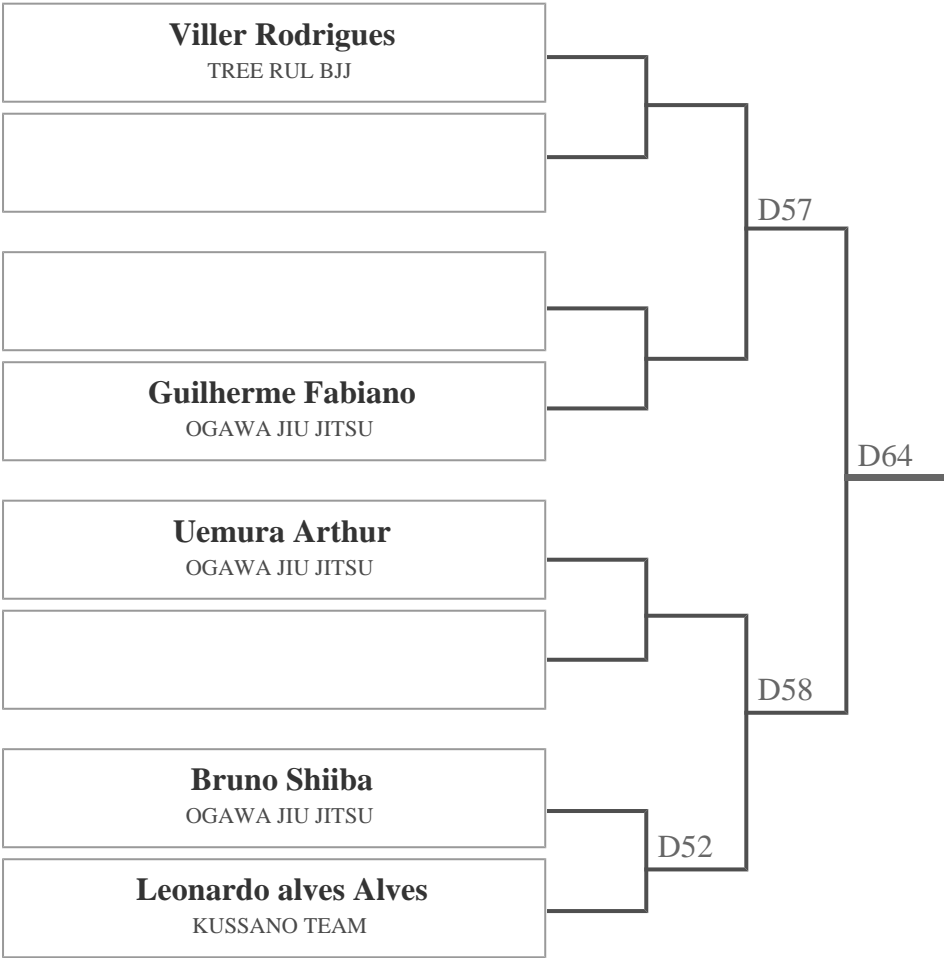 Viller Rodrigues
TREE RUL BJJ
D57
Guilherme Fabiano
OGAWA JIU JITSU
D64
Uemura Arthur
OGAWA JIU JITSU
D58
Bruno Shiiba
OGAWA JIU JITSU
D52
Leonardo alves Alves
KUSSANO TEAM